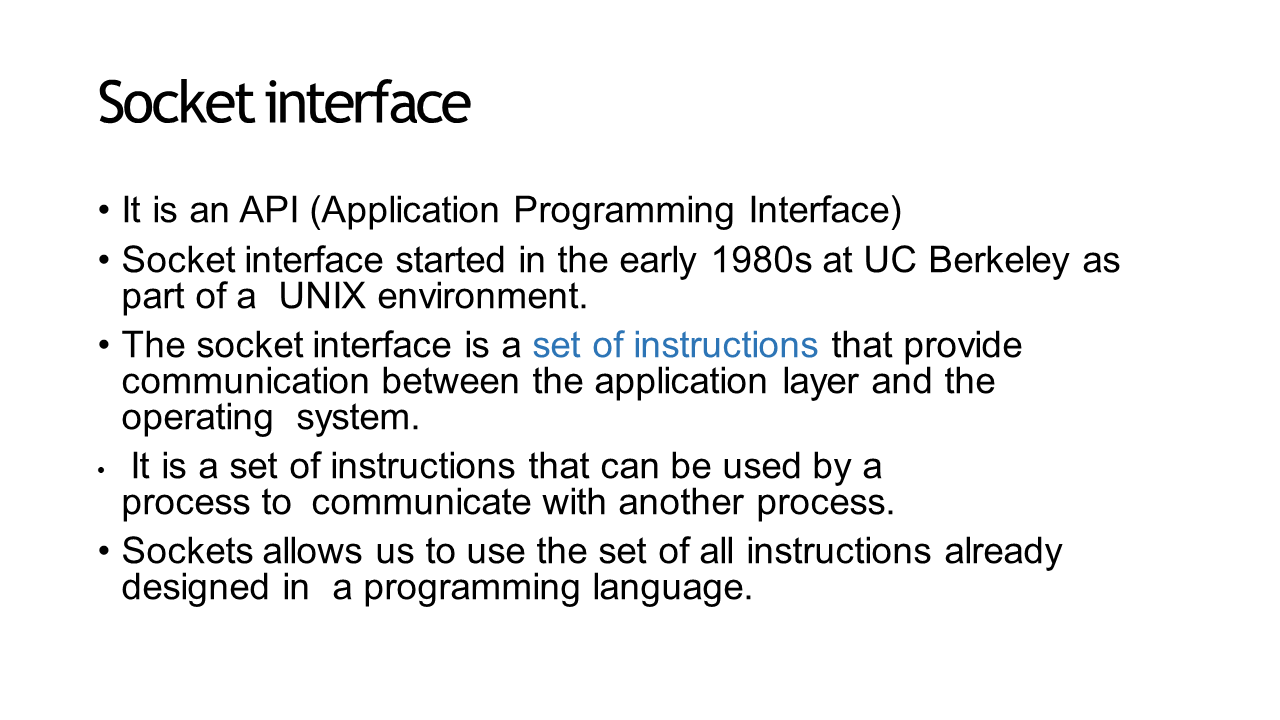 Socket interface
• It is an API (Application Programming Interface)
• Socket interface started in the early 1980s at UC Berkeley as
part of a  UNIX environment.
• The socket interface is a set of instructions that provide
communication between the application layer and the
operating  system.
•  It is a set of instructions that can be used by a
process to  communicate with another process.
• Sockets allows us to use the set of all instructions already
designed in  a programming language.